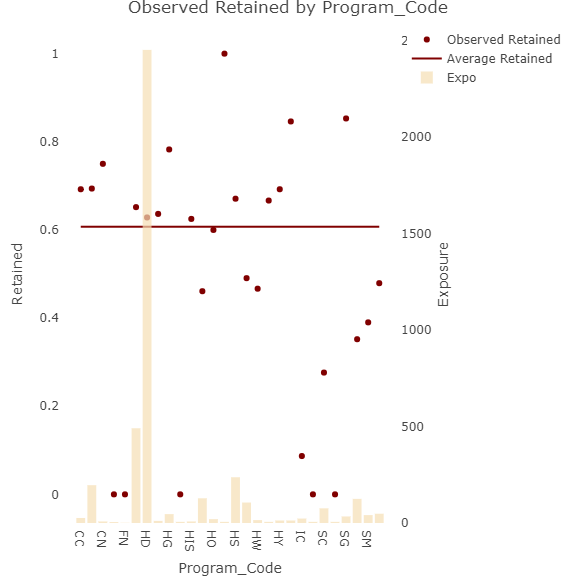 Observed Retained by Program_Code
Observed Retained
Average Retained
Expo
1
0.8
0.6
0.4
0.2
0
Retained
2
2000
1500
1000
500
0
Exposure
CC
CN
FN
HD
HG
HIS
HO
HS
HW
HY
IC
SC
SG
SM
Program_Code